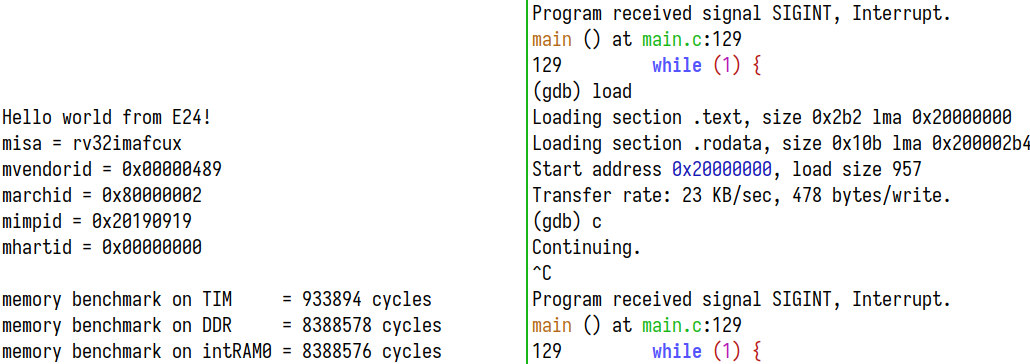 Hello world from E24!
misa = rv32imafcux
mvendorid = 0x00000489
marchid = 0x80000002
mimpid = 0x20190919
mhartid = 0x00000000
memory benchmark on TIM     = 933894 cycles
memory benchmark on DDR     = 8388578 cycles
memory benchmark on intRAM0 = 8388576 cycles
Program received signal SIGINT, Interrupt.
main () at main.c:129
129         while (1) {
(gdb) load
Loading section .text, size 0x2b2 lma 0x20000000
Loading section .rodata, size 0x10b lma 0x200002b4
Start address 0x20000000, load size 957
Transfer rate: 23 KB/sec, 478 bytes/write.
(gdb) c
Continuing.
^C
Program received signal SIGINT, Interrupt.
main () at main.c:129
129         while (1) {